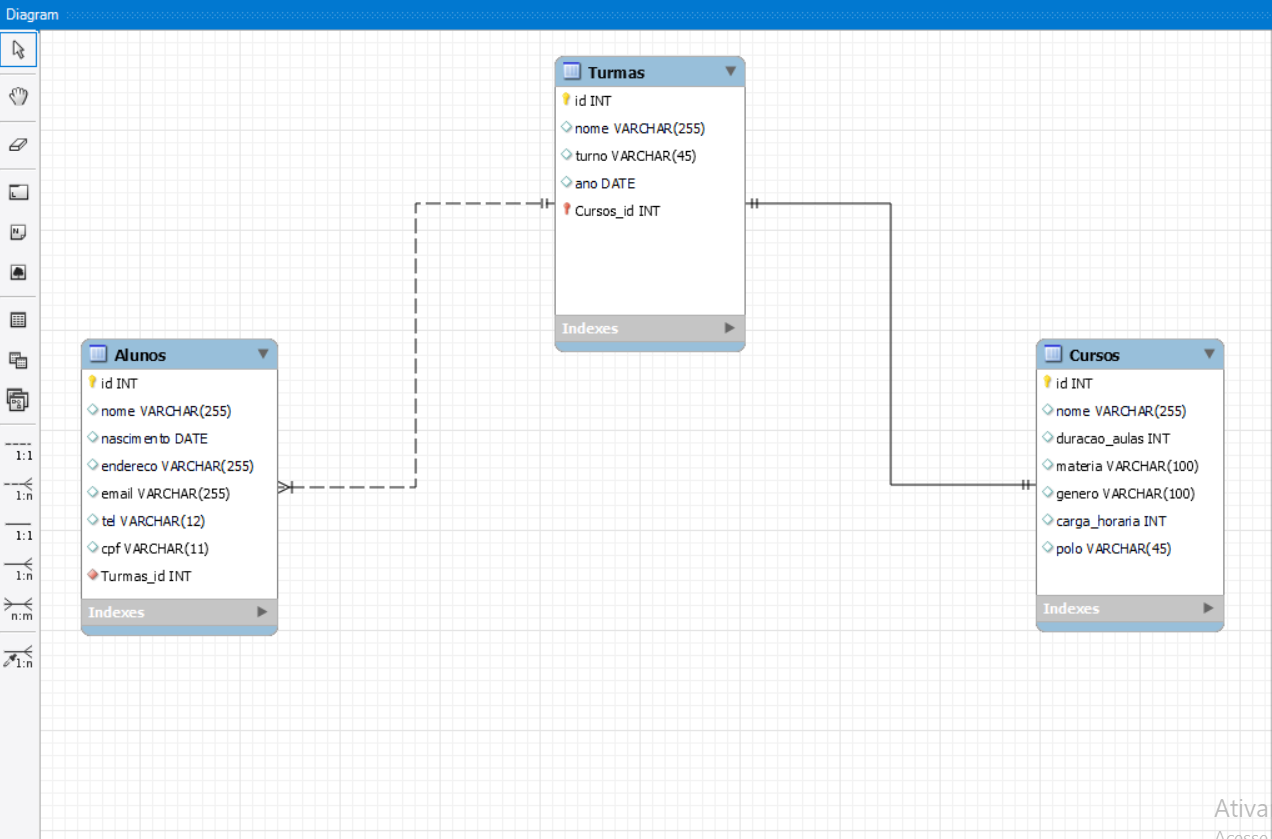 Diagram
Turmas
id INT
nome VARCHAR(255)
turno VARCHAR(45)
ano DATE
Cursos_id INT
Indexes
Alunos
id INT
nome VARCHAR(255)
nascimento DATE
endereco VARCHAR(255)
email VARCHAR(255)
tel VARCHAR(12)
cpf VARCHAR(11)
Turmas_id INT
Indexes
Cursos
id INT
nome VARCHAR(255)
duracao_aulas INT
materia VARCHAR(100)
genero VARCHAR(100)
carga_horaria INT
polo VARCHAR(45)
Indexes
1:1
1:n
1:1
1:n
n:m
1:n
Ativa